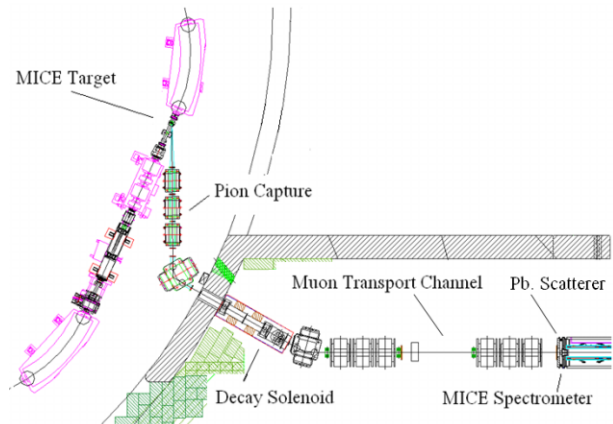 MICE Target
Pion Capture
Muon Transport Channel
Pb. Scatterer
Decay Solenoid
MICE Spectrometer